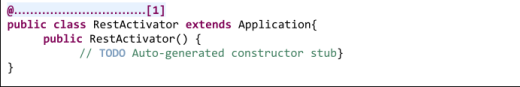 @.................................[1]
public class RestActivator extends Application{
public RestActivator() {
// TODO Auto-generated constructor stub}
}